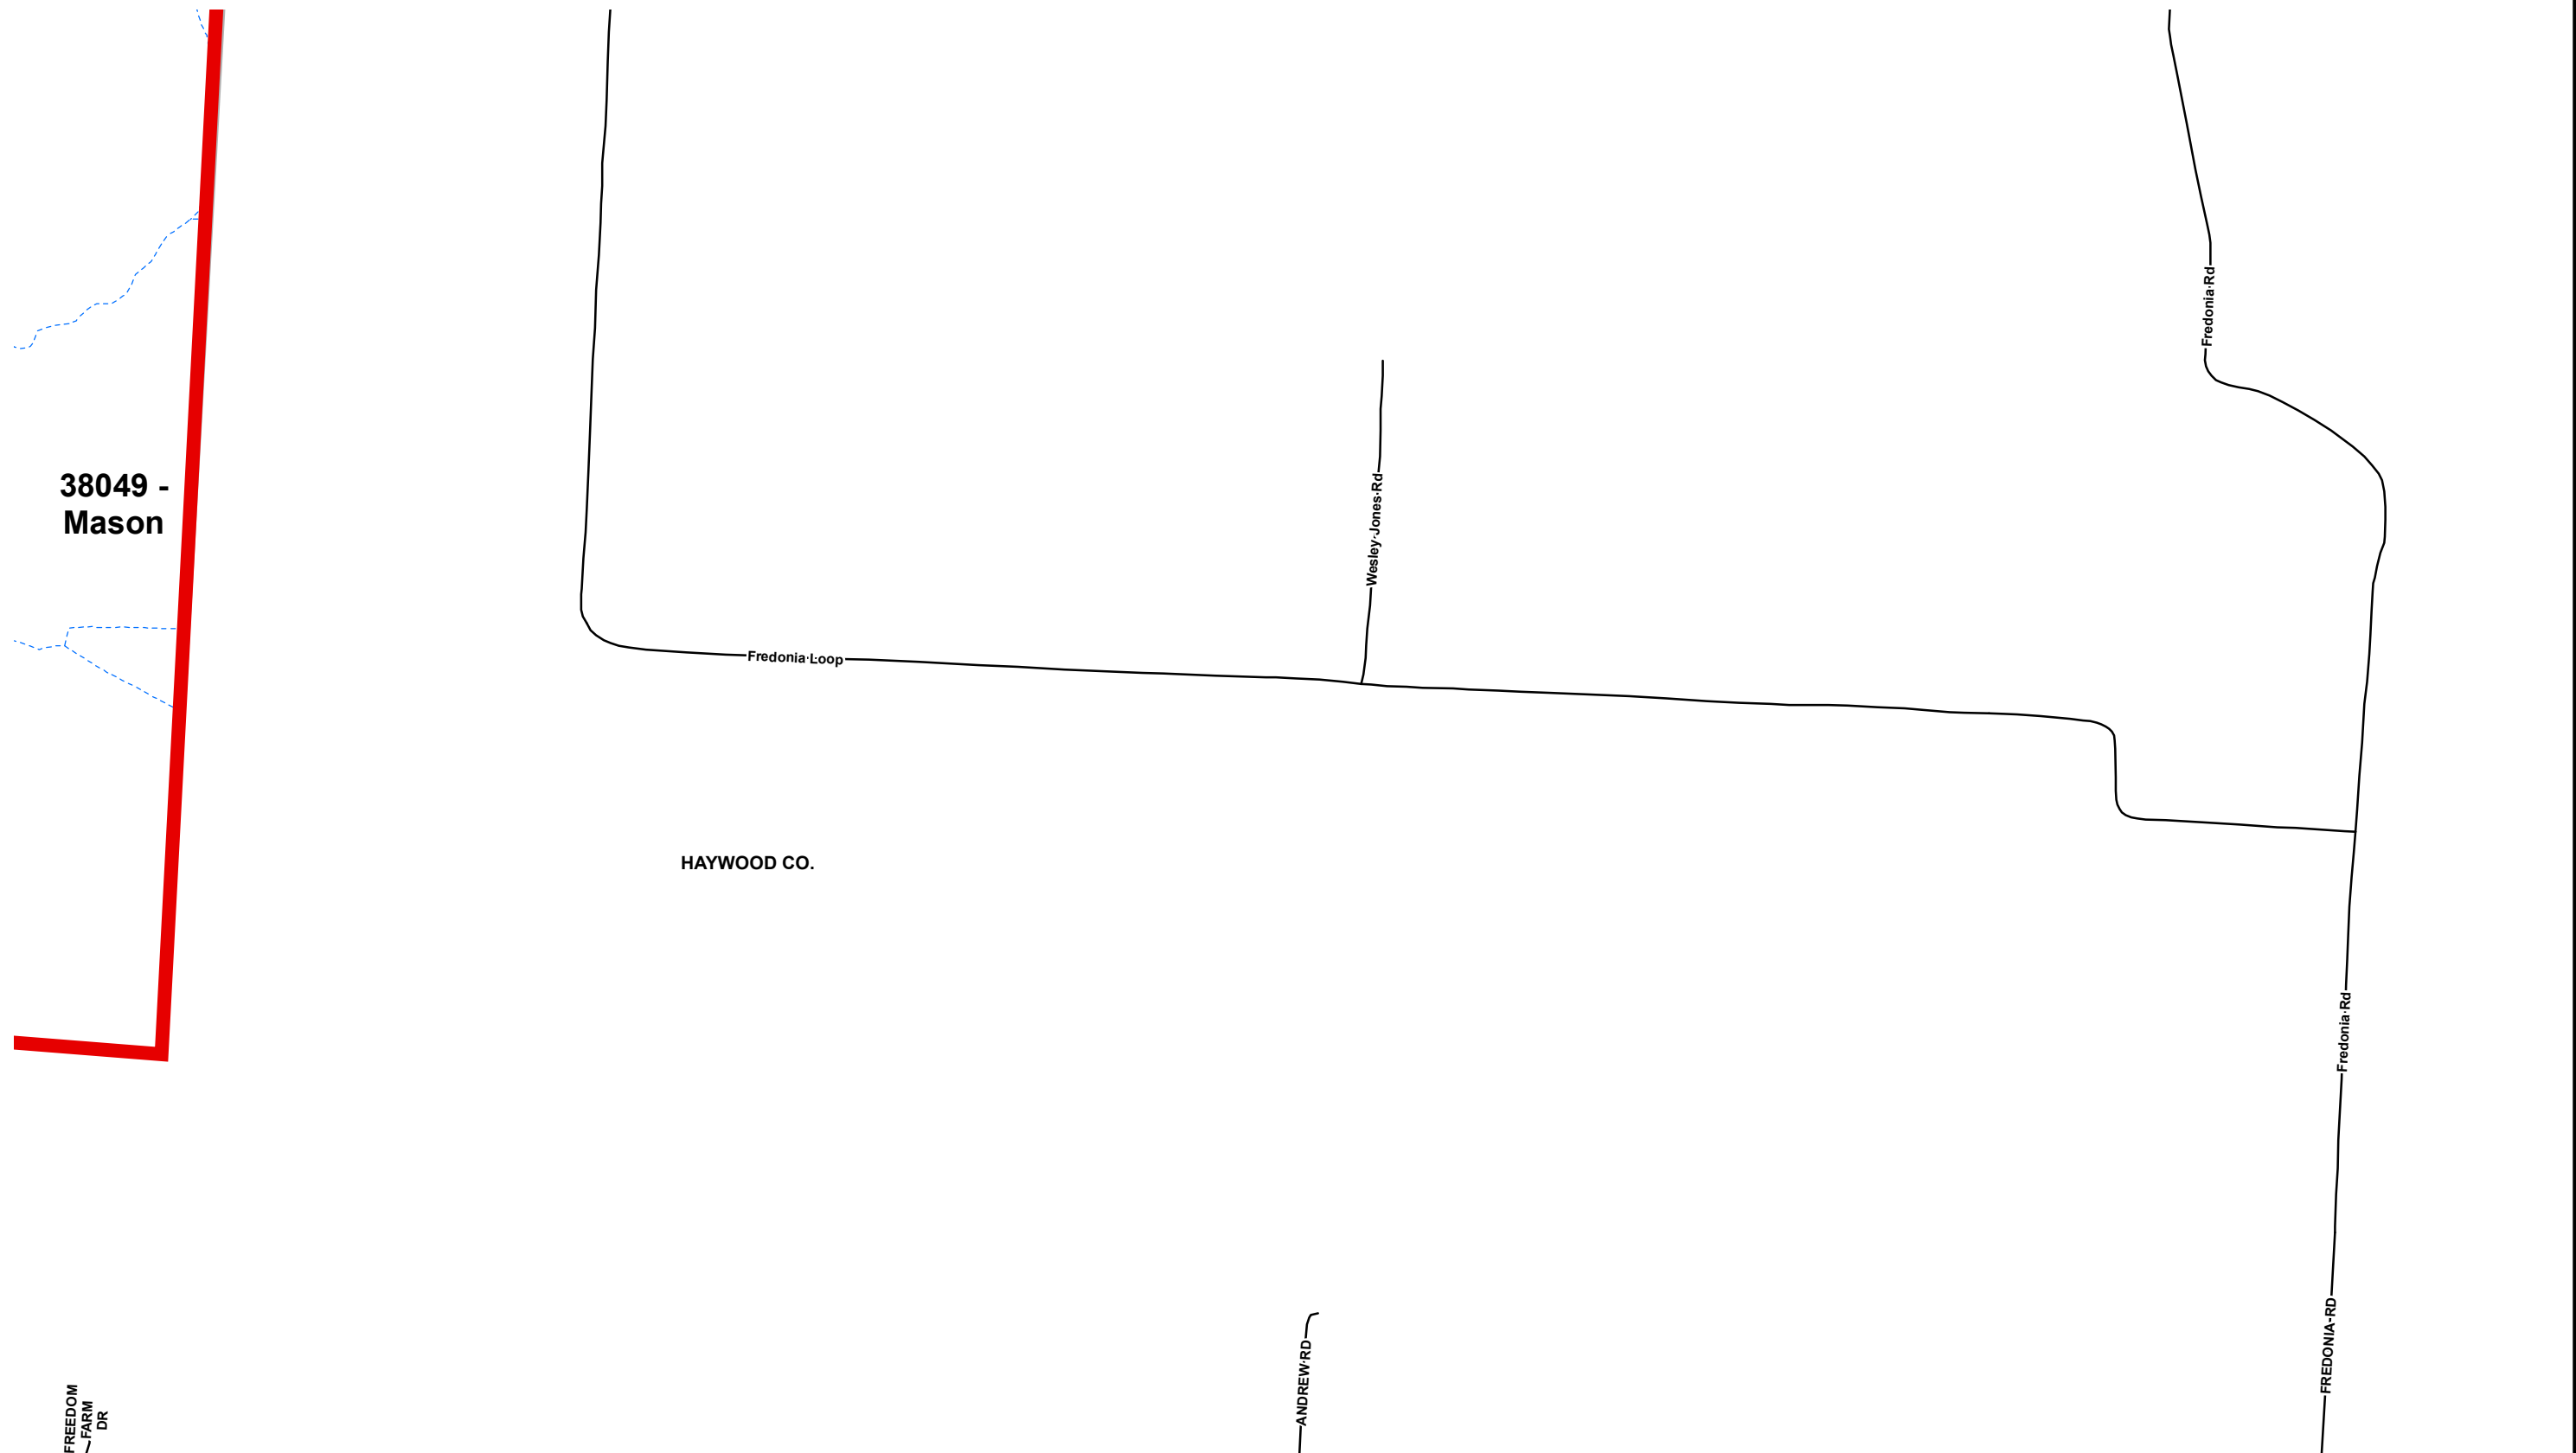 Fredonia Rd
38049 -
Mason
Wesley Jones Rd
Fredonia Loop
HAYWOOD CO.
Fredonia Rd
FREDONIA RD
ANDREW RD
FREEDOM
FARM
DR